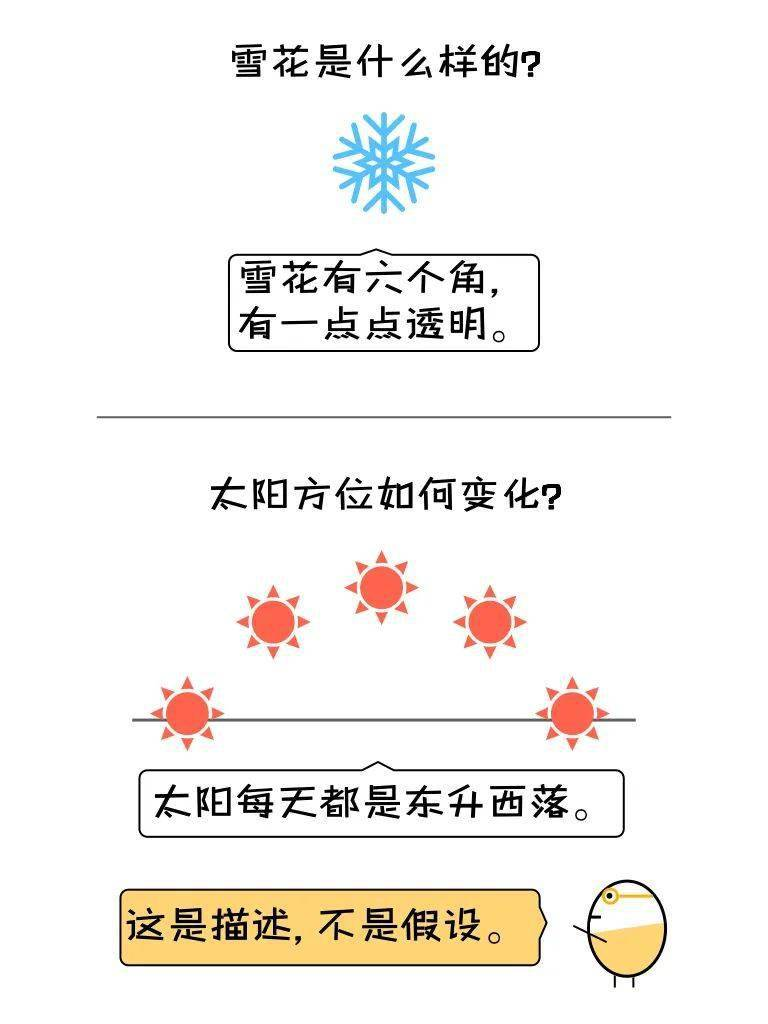 雪花是什么样的?
雪花有六个角,
有一点点透明。
太阳方位如何变化?
太阳每天都是东升西落。
这是描述, 不是假设。